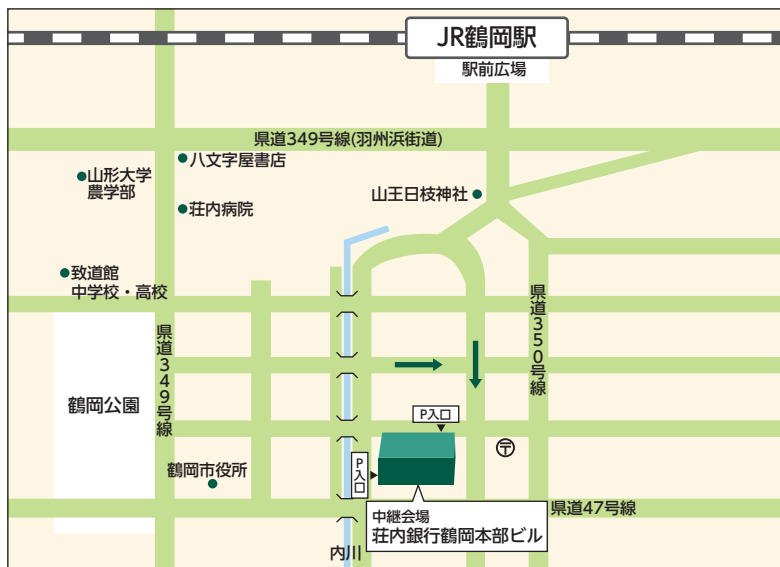 JR鶴岡駅
駅前広場
県道349号線(羽州浜街道)
八文字屋書店
山形大学
農学部
山王日枝神社
荘内病院
致道館
中学校・高校
県道350号線
県道349号線
鶴岡公園
P入口
〒
P入口
鶴岡市役所
中継会場
荘内銀行鶴岡本部ビル
県道47号線
内川